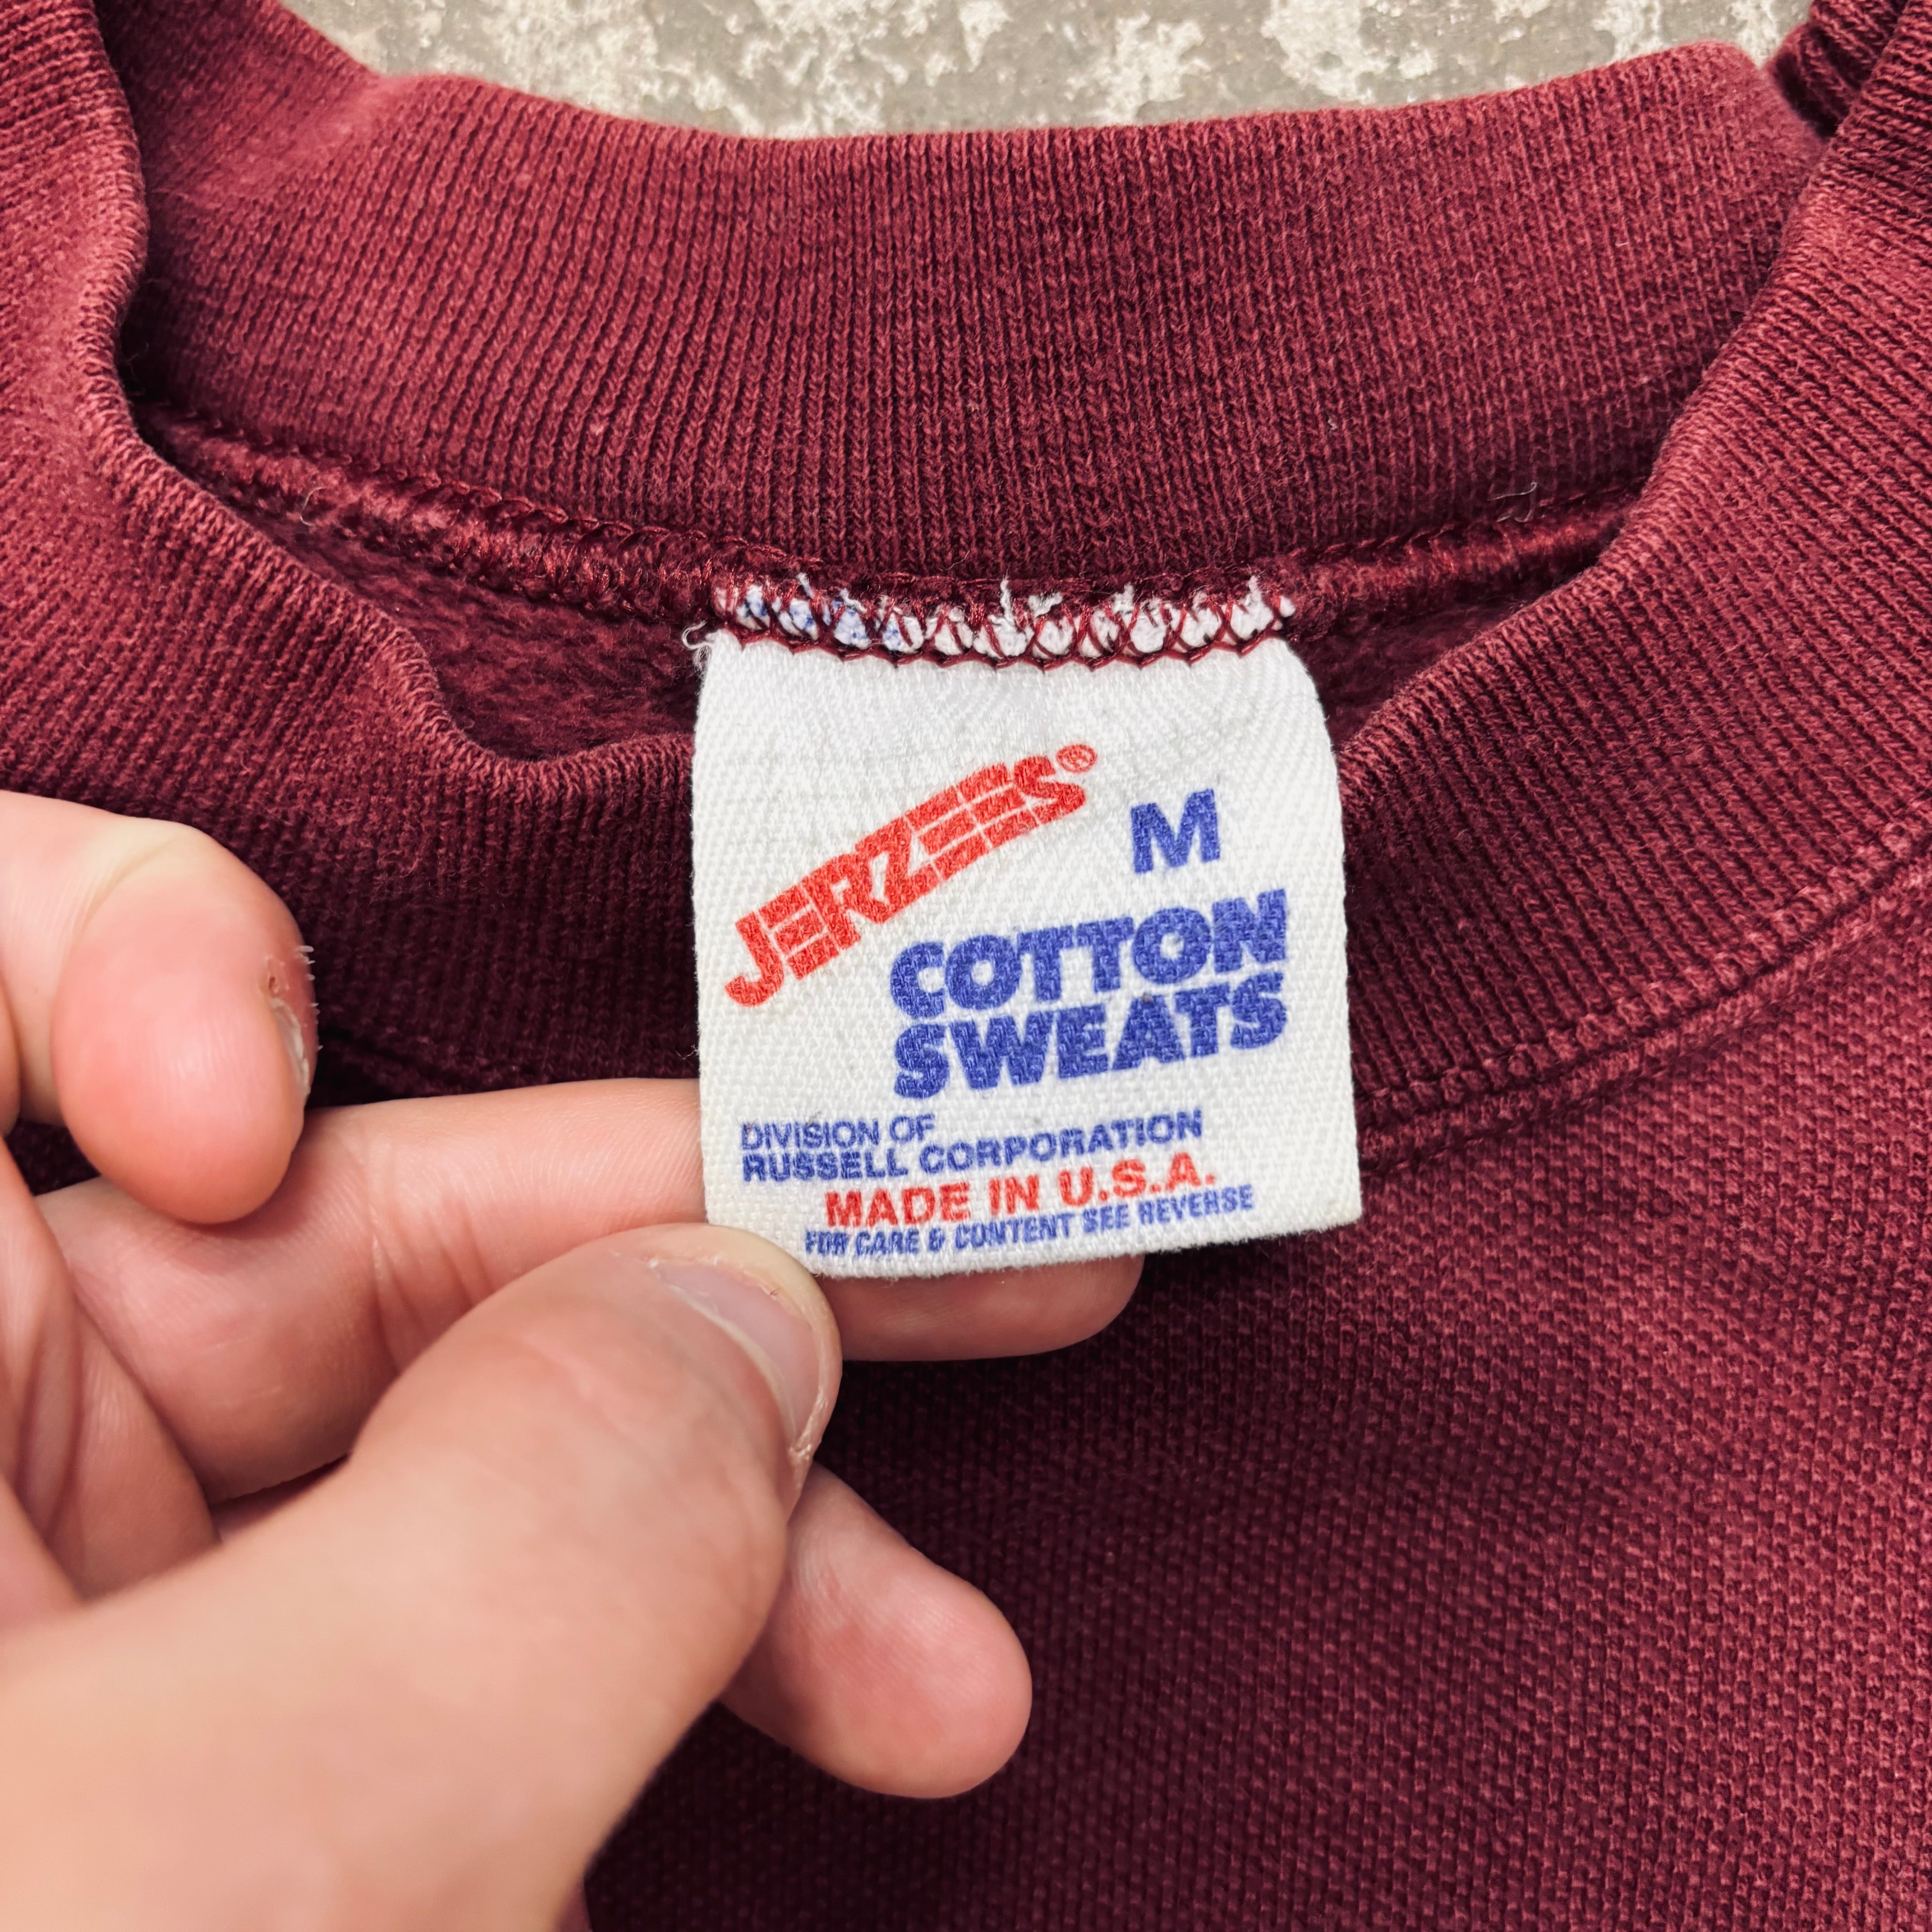 JERZEES®
M
COTTON
SWEATS
DIVISION OF
RUSSELL CORPORATION
MADE IN U.S.A.
FOR CARE & CONTENT SEE REVERSE